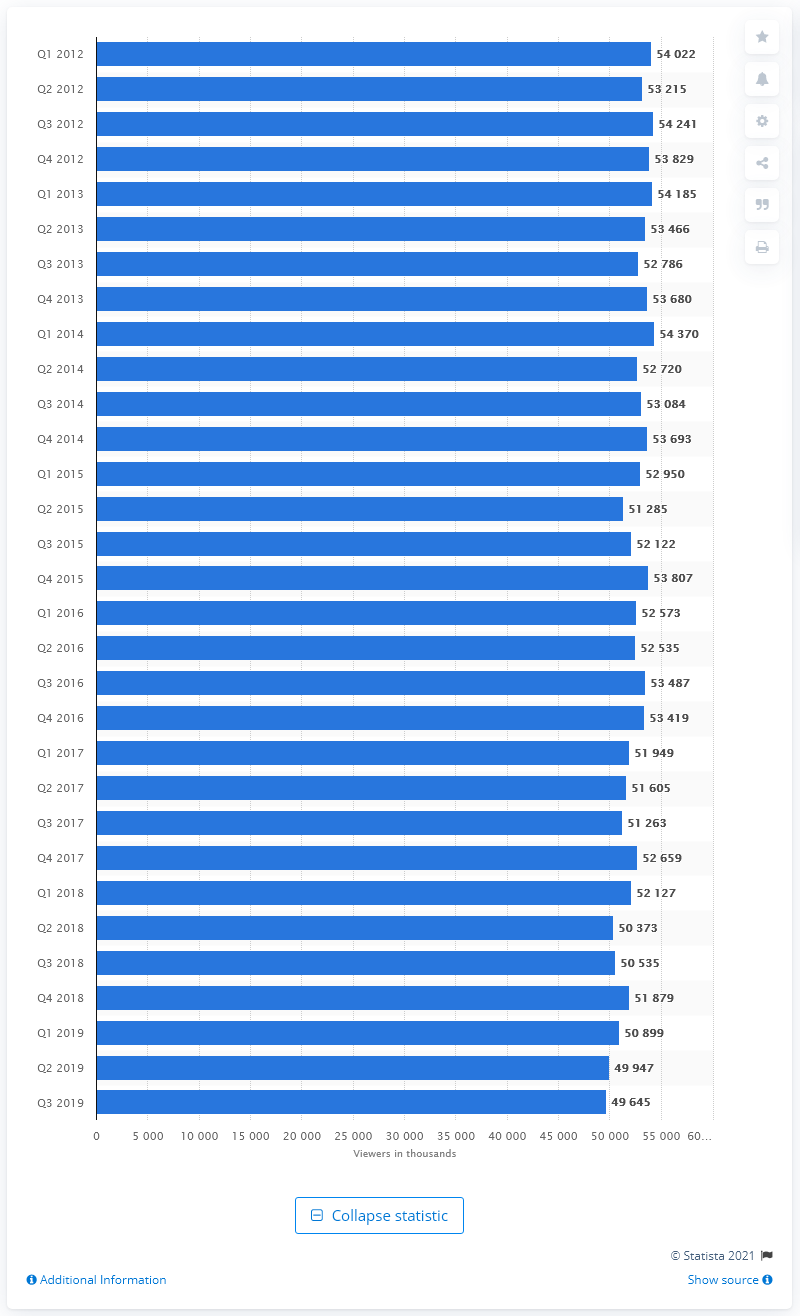 Q1 2012 54 022
Q2 2012 53 215
Q3 2012 54 241
Q4 2012 53 829
Q1 2013 54 185
Q2 2013 53 466
Q3 2013 52 786
Q4 2013 53 680
Q1 2014 54 370
Q2 2014 52 720
Q3 2014 53 084
Q4 2014 53 693
Q1 2015 52 950
Q2 2015 51 285
Q3 2015 52 122
Q4 2015 53 807
Q1 2016 52 573
Q2 2016 52 535
Q3 2016 53 487
Q4 2016 53 419
Q1 2017 51 949
Q2 2017 51 605
Q3 2017 51 263
Q4 2017 52 659
Q1 2018 52 127
Q2 2018 50 373
Q3 2018 50 535
Q4 2018 51 879
Q1 2019 50 899
Q2 2019 49 947
Q3 2019 49 645
0 5 000 10 000 15 000 20 000 25 000 30 000 35 000 40 000 45 000 50 000 55 000 60…
Viewers in thousands
Collapse statistic
© Statista 2021
Additional Information Show source